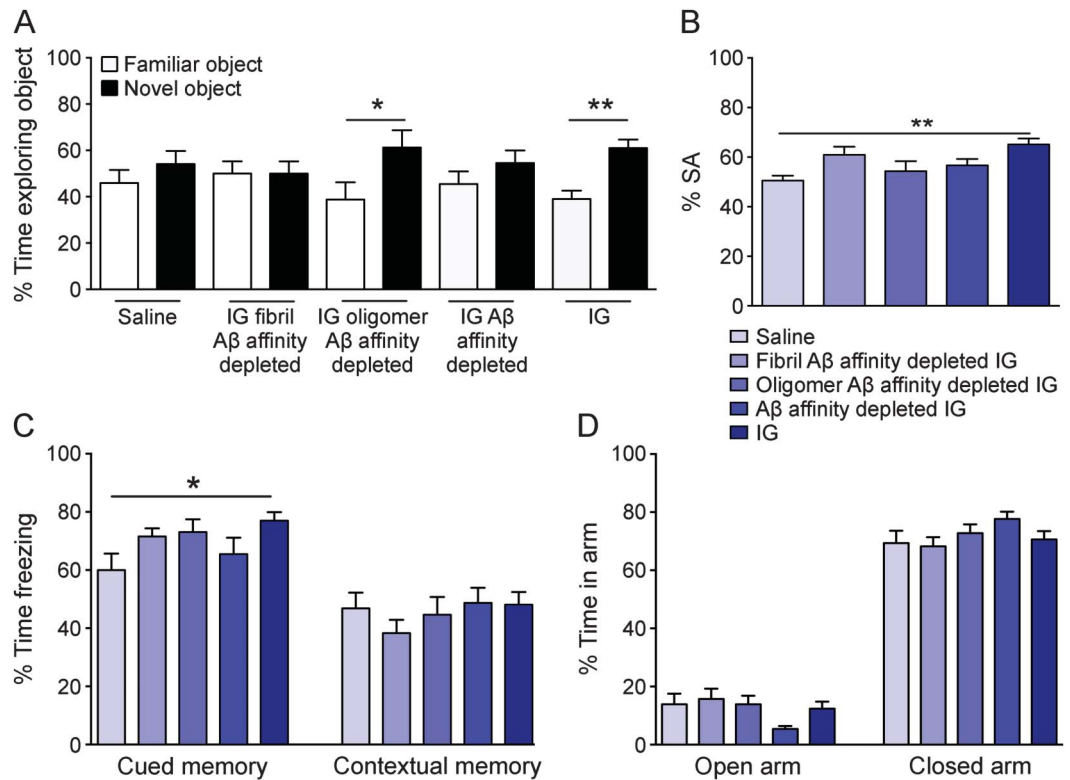 A
% Time exploring object
100
80
60
40
20
0
Familiar object
Novel object
*
**
Saline
IG fibril
Aβ affinity
depleted
IG oligomer
Aβ affinity
depleted
IG Aβ
affinity
depleted
IG
B
% SA
100
80
60
40
20
0
**
Saline
Fibril Aβ affinity depleted IG
Oligomer Aβ affinity depleted IG
Aβ affinity depleted IG
IG
C
% Time freezing
100
80
60
40
20
0
*
Cued memory
Contextual memory
D
% Time in arm
100
80
60
40
20
0
Open arm
Closed arm